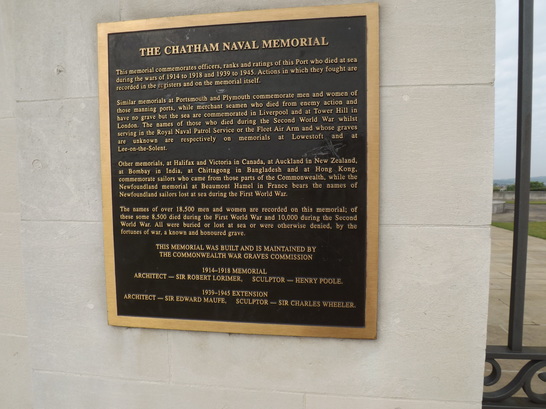 THE CHATHAM NAVAL MEMORIAL
This memorial commemorates officers, ranks and ratings of this Port who died at sea
during the wars of 1914 to 1918 and 1939 to 1945. Actions in which they fought are
recorded in the registers and on the memorial itself.
Similar memorials at Portsmouth and Plymouth commemorate men and women of
those manning ports, while merchant seamen who died from enemy action and
have no grave but the sea are commemorated in Liverpool and at Tower Hill in
London. The names of those who died during the Second World War whilst
serving in the Royal Naval Patrol Service or the Fleet Air Arm and whose graves
are unknown are respectively on memorials at Lowestoft and at
Lee-on-the-Solent.
Other memorials, at Halifax and Victoria in Canada, at Auckland in New Zealand,
at Bombay in India, at Chittagong in Bangladesh and at Hong Kong,
commemorate sailors who came from those parts of the Commonwealth, while the
Newfoundland memorial at Beaumont Hamel in France bears the names of
Newfoundland sailors lost at sea during the First World War.
The names of over 18,500 men and women are recorded on this memorial; of
these some 8,500 died during the First World War and 10,000 during the Second
World War. All were buried or lost at sea or were otherwise denied, by the
fortunes of war, a known and honoured grave.
THIS MEMORIAL WAS BUILT AND IS MAINTAINED BY
THE COMMONWEALTH WAR GRAVES COMMISSION
1914–1918 MEMORIAL
ARCHITECT — SIR ROBERT LORIMER, SCULPTOR — HENRY POOLE.
1939–1945 EXTENSION
ARCHITECT — SIR EDWARD MAUFE, SCULPTOR — SIR CHARLES WHEELER.